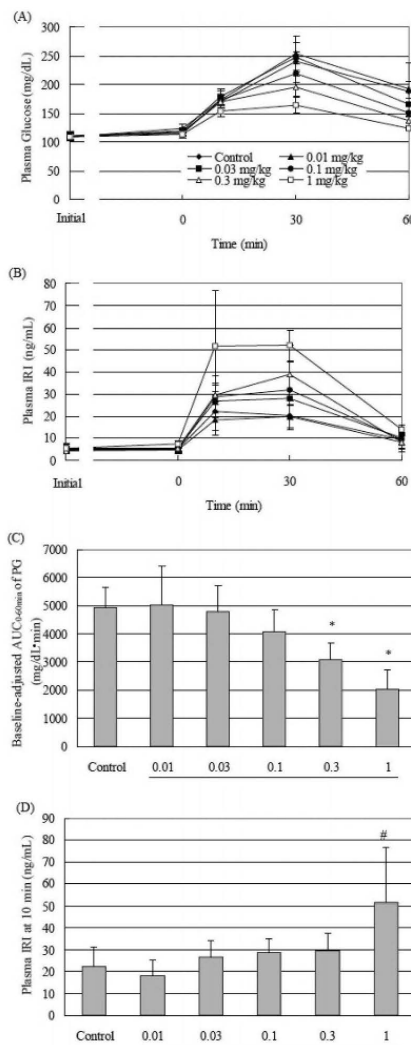 (A)
Plasma Glucose (mg/dL)
300
250
200
150
100
50
0
Control
0.01 mg/kg
0.03 mg/kg
0.1 mg/kg
0.3 mg/kg
1 mg/kg
Initial
0
30
60
Time (min)
(B)
Plasma IRI (ng/mL)
80
70
60
50
40
30
20
10
0
Initial
0
30
60
Time (min)
(C)
Baseline-adjusted AUC0-60min of PG
(mg/dL•min)
7000
6000
5000
4000
3000
2000
1000
0
*
*
Control
0.01
0.03
0.1
0.3
1
(D)
Plasma IRI at 10 min (ng/mL)
90
80
70
60
50
40
30
20
10
0
#
Control
0.01
0.03
0.1
0.3
1